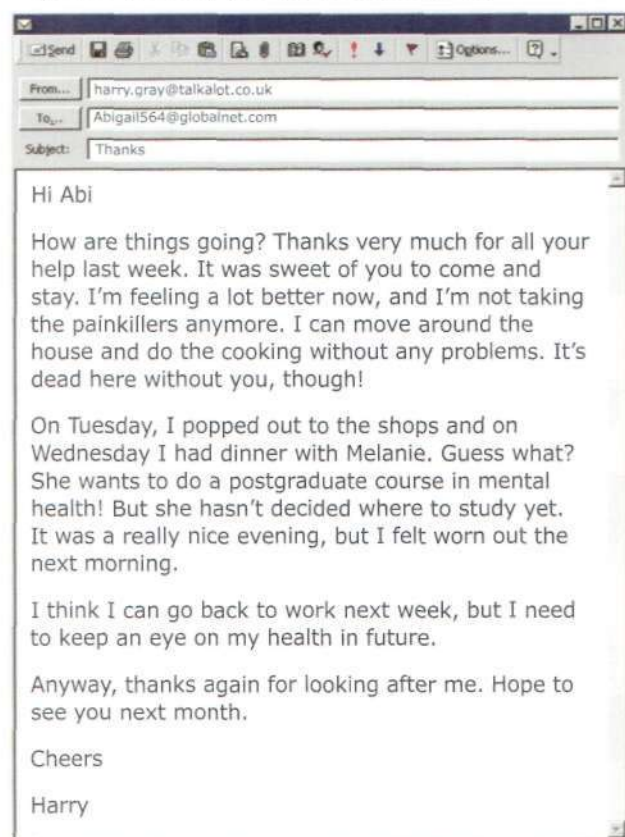 Send
Options...
From... harry.gray@talkalot.co.uk
To... Abigail564@globalnet.com
Subject: Thanks
Hi Abi
How are things going? Thanks very much for all your
help last week. It was sweet of you to come and
stay. I'm feeling a lot better now, and I'm not taking
the painkillers anymore. I can move around the
house and do the cooking without any problems. It's
dead here without you, though!
On Tuesday, I popped out to the shops and on
Wednesday I had dinner with Melanie. Guess what?
She wants to do a postgraduate course in mental
health! But she hasn't decided where to study yet.
It was a really nice evening, but I felt worn out the
next morning.
I think I can go back to work next week, but I need
to keep an eye on my health in future.
Anyway, thanks again for looking after me. Hope to
see you next month.
Cheers
Harry